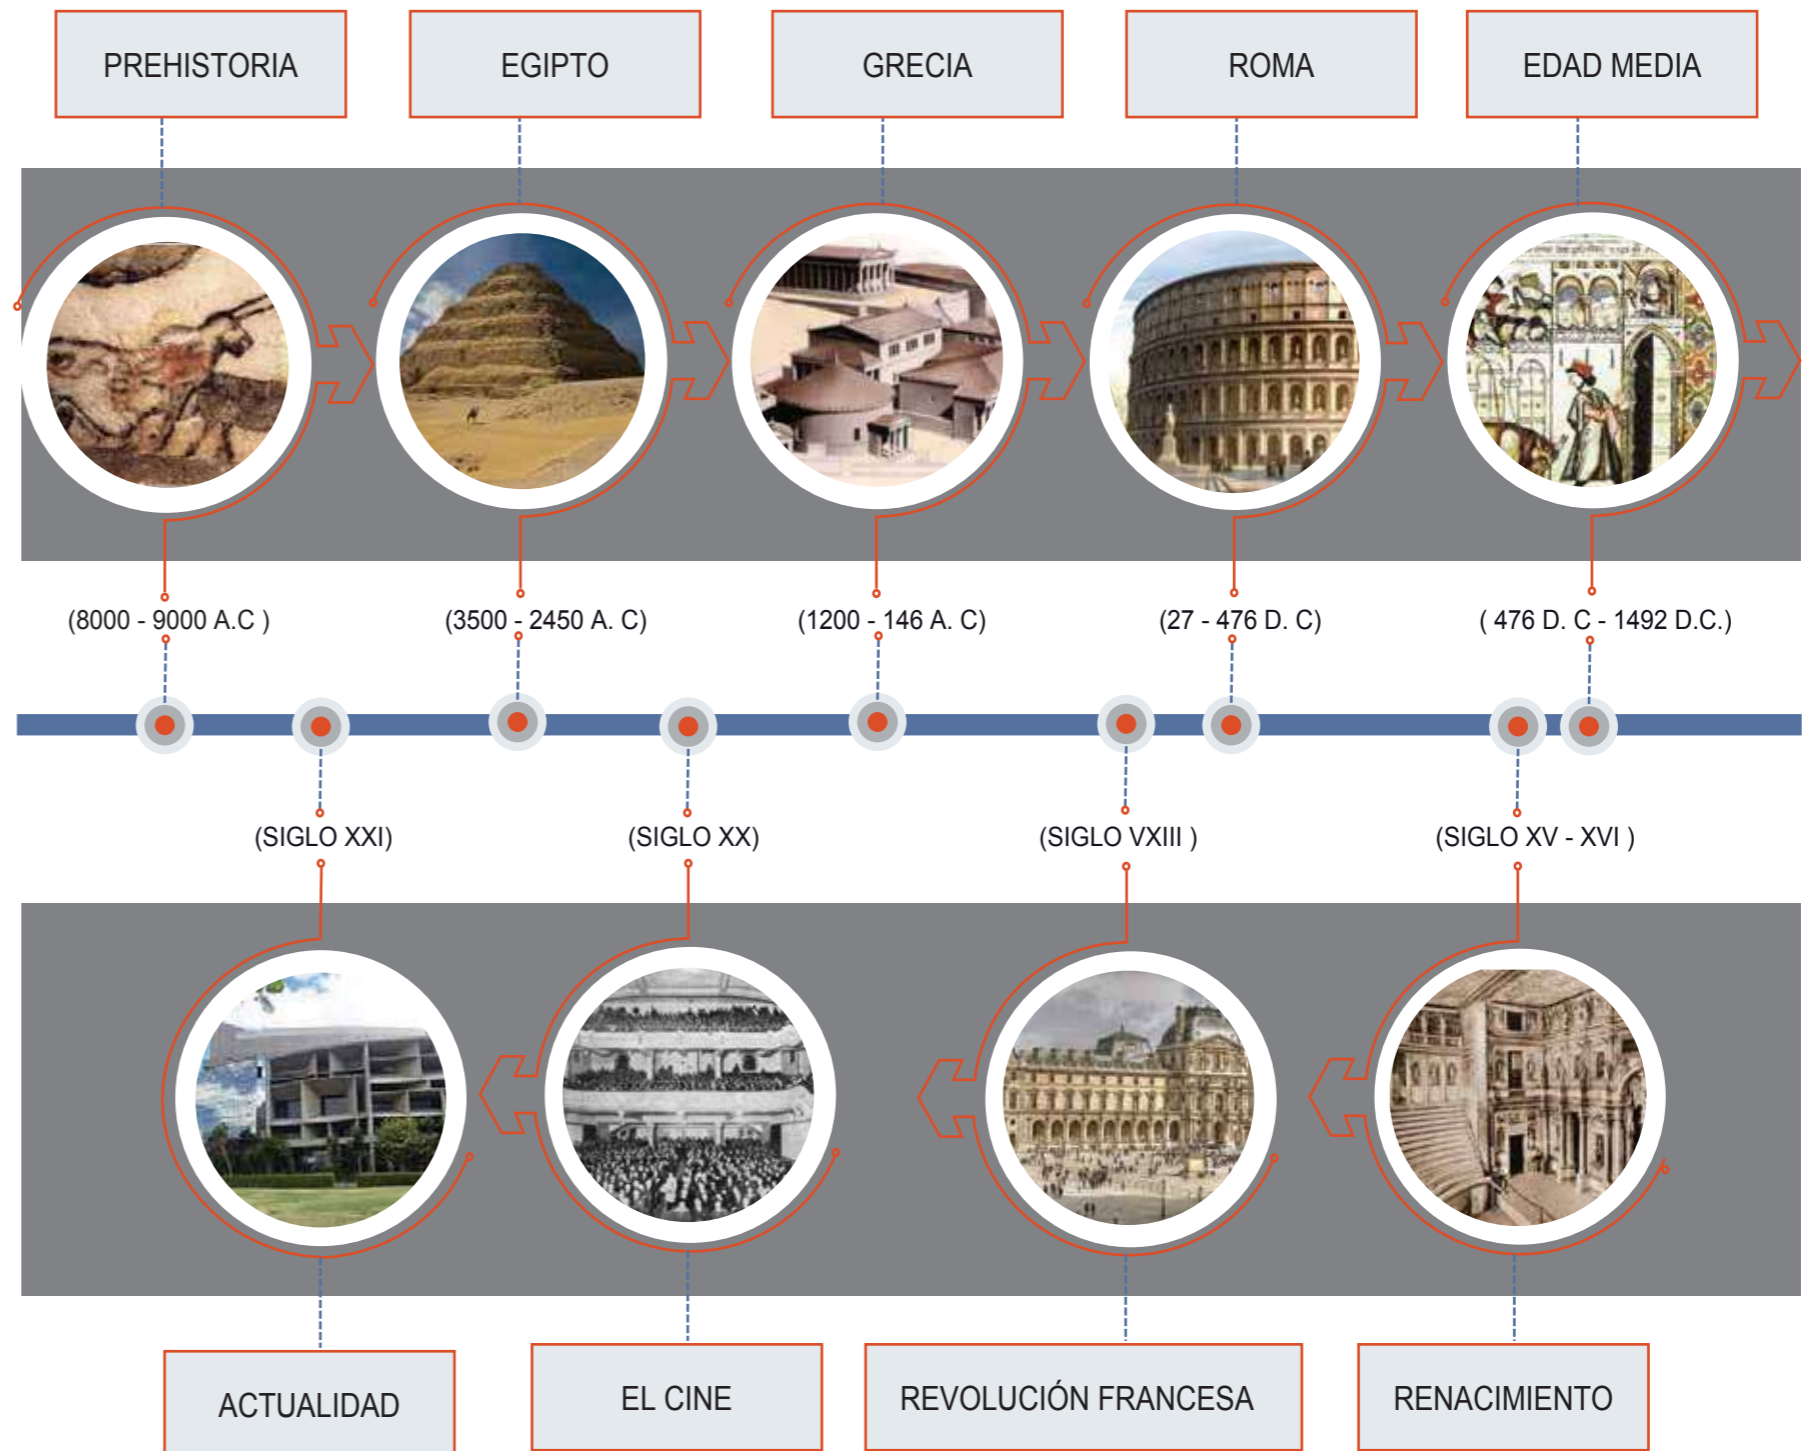 PREHISTORIA
EGIPTO
GRECIA
ROMA
EDAD MEDIA
(8000 - 9000 A.C )
(3500 - 2450 A. C)
(1200 - 146 A. C)
(27 - 476 D. C)
( 476 D. C - 1492 D.C.)
(SIGLO XXI)
(SIGLO XX)
(SIGLO VXIII )
(SIGLO XV - XVI )
ACTUALIDAD
EL CINE
REVOLUCIÓN FRANCESA
RENACIMIENTO